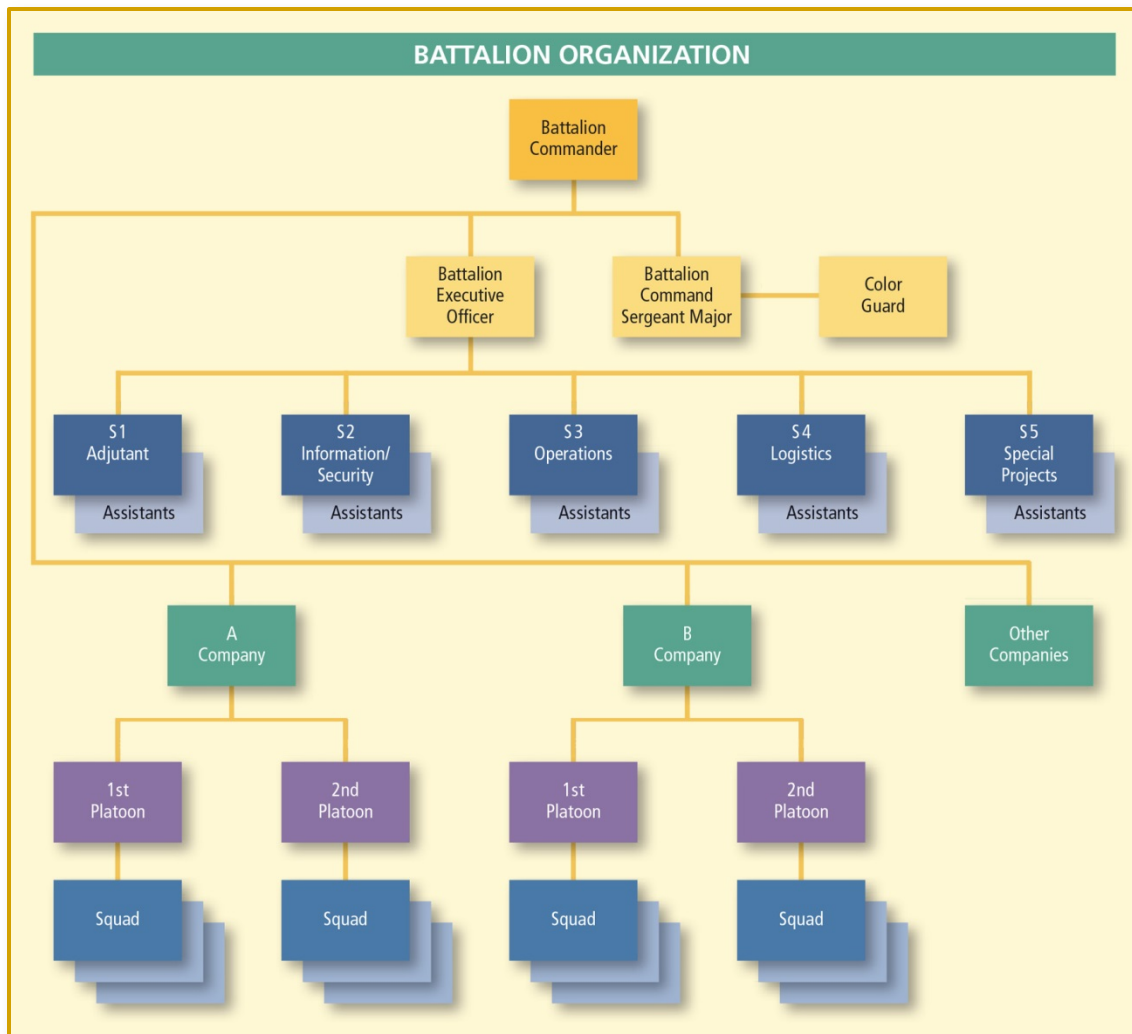 BATTALION ORGANIZATION
Battalion
Commander
Battalion
Executive
Officer
Battalion
Command
Sergeant Major
Color
Guard
S1
Adjutant
Assistants
S2
Information/
Security
Assistants
S3
Operations
Assistants
S4
Logistics
Assistants
S5
Special
Projects
Assistants
A
Company
B
Company
Other
Companies
1st
Platoon
2nd
Platoon
1st
Platoon
2nd
Platoon
Squad
Squad
Squad
Squad